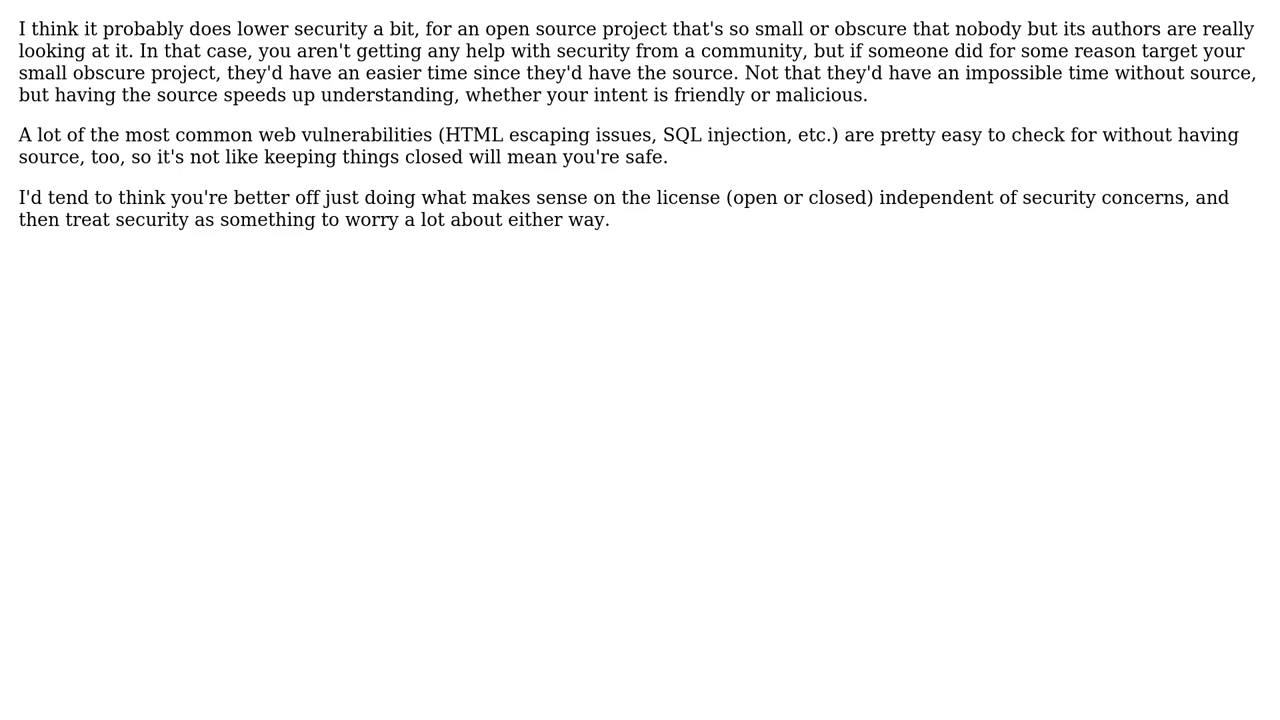 I think it probably does lower security a bit, for an open source project that's so small or obscure that nobody but its authors are really
looking at it. In that case, you aren't getting any help with security from a community, but if someone did for some reason target your
small obscure project, they'd have an easier time since they'd have the source. Not that they'd have an impossible time without source,
but having the source speeds up understanding, whether your intent is friendly or malicious.
A lot of the most common web vulnerabilities (HTML escaping issues, SQL injection, etc.) are pretty easy to check for without having
source, too, so it's not like keeping things closed will mean you're safe.
I'd tend to think you're better off just doing what makes sense on the license (open or closed) independent of security concerns, and
then treat security as something to worry a lot about either way.